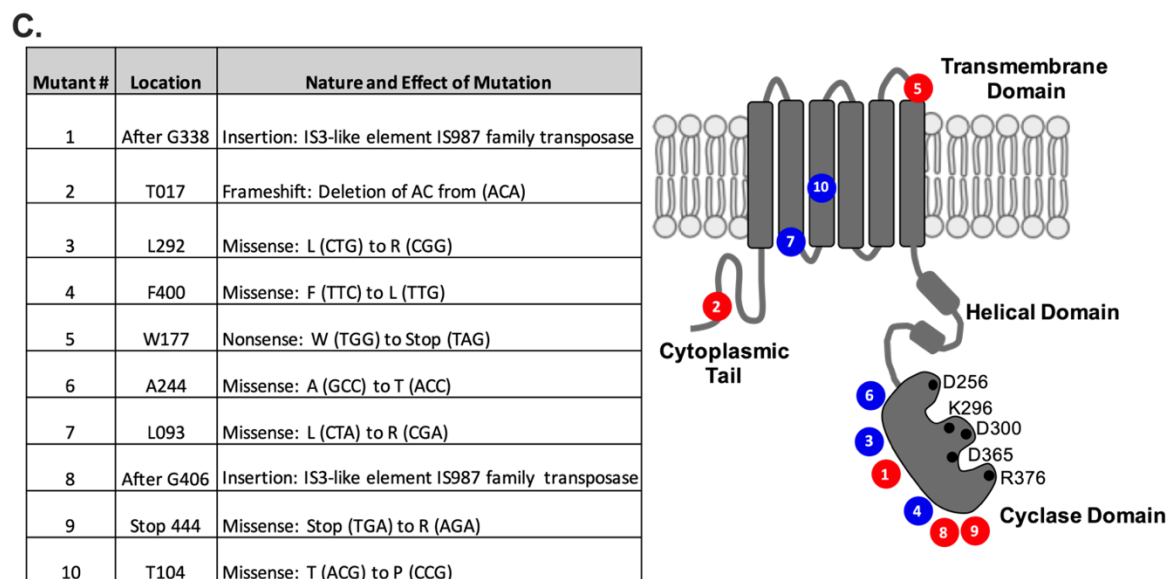 C.
Mutant # Location Nature and Effect of Mutation
1 After G338 Insertion: IS3-like element IS987 family transposase
2 T017 Frameshift: Deletion of AC from (ACA)
3 L292 Missense: L (CTG) to R (CGG)
4 F400 Missense: F (TTC) to L (TTG)
5 W177 Nonsense: W (TGG) to Stop (TAG)
6 A244 Missense: A (GCC) to T (ACC)
7 L093 Missense: L (CTA) to R (CGA)
8 After G406 Insertion: IS3-like element IS987 family transposase
9 Stop 444 Missense: Stop (TGA) to R (AGA)
10 T104 Missense: T (ACG) to P (CCG)
Transmembrane
Domain
5
10
7
2
Cytoplasmic
Tail
Helical Domain
6
D256
K296
3
D300
D365
1
R376
4
8
9
Cyclase Domain